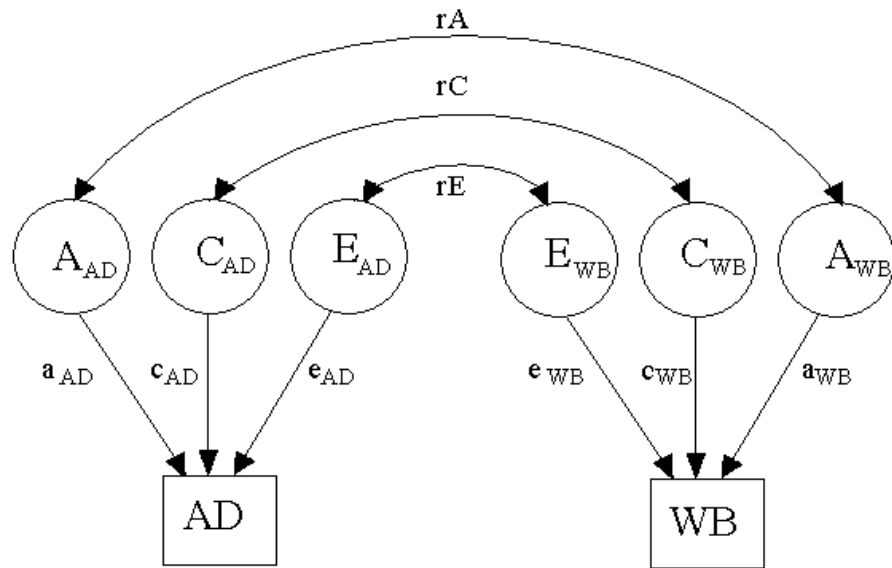 rA
rC
rE
A_AD C_AD E_AD E_WB C_WB A_WB
a_AD c_AD e_AD e_WB c_WB a_WB
AD WB